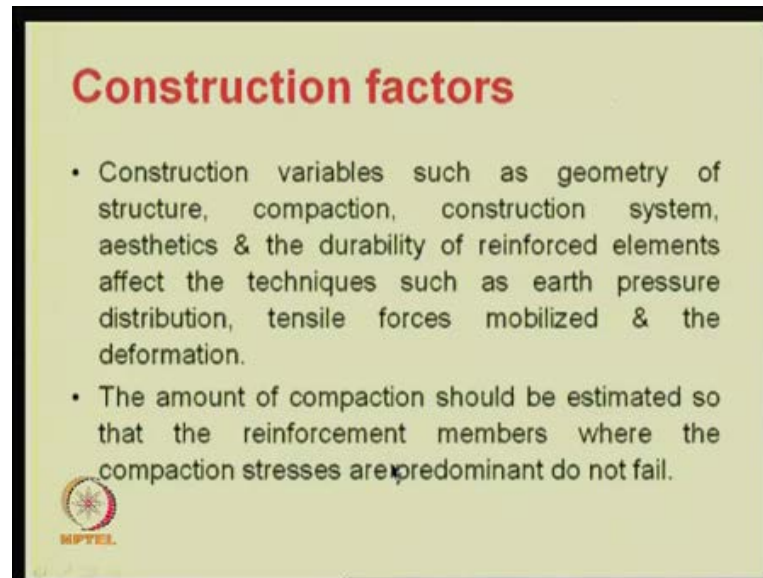 Construction factors
• Construction variables such as geometry of
structure, compaction, construction system,
aesthetics & the durability of reinforced elements
affect the techniques such as earth pressure
distribution, tensile forces mobilized & the
deformation.
• The amount of compaction should be estimated so
that the reinforcement members where the
compaction stresses are predominant do not fail.
NPTEL